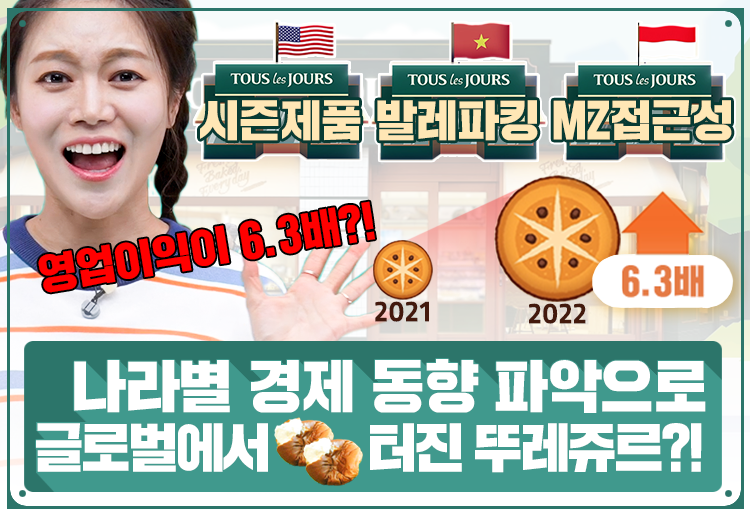 TOUS les JOURS
시즌제품
TOUS les JOURS
발레파킹
TOUS les JOURS
MZ접근성
영업이익이 6.3배?!
2021
2022
6.3배
나라별 경제 동향 파악으로
글로벌에서 터진 뚜레쥬르?!